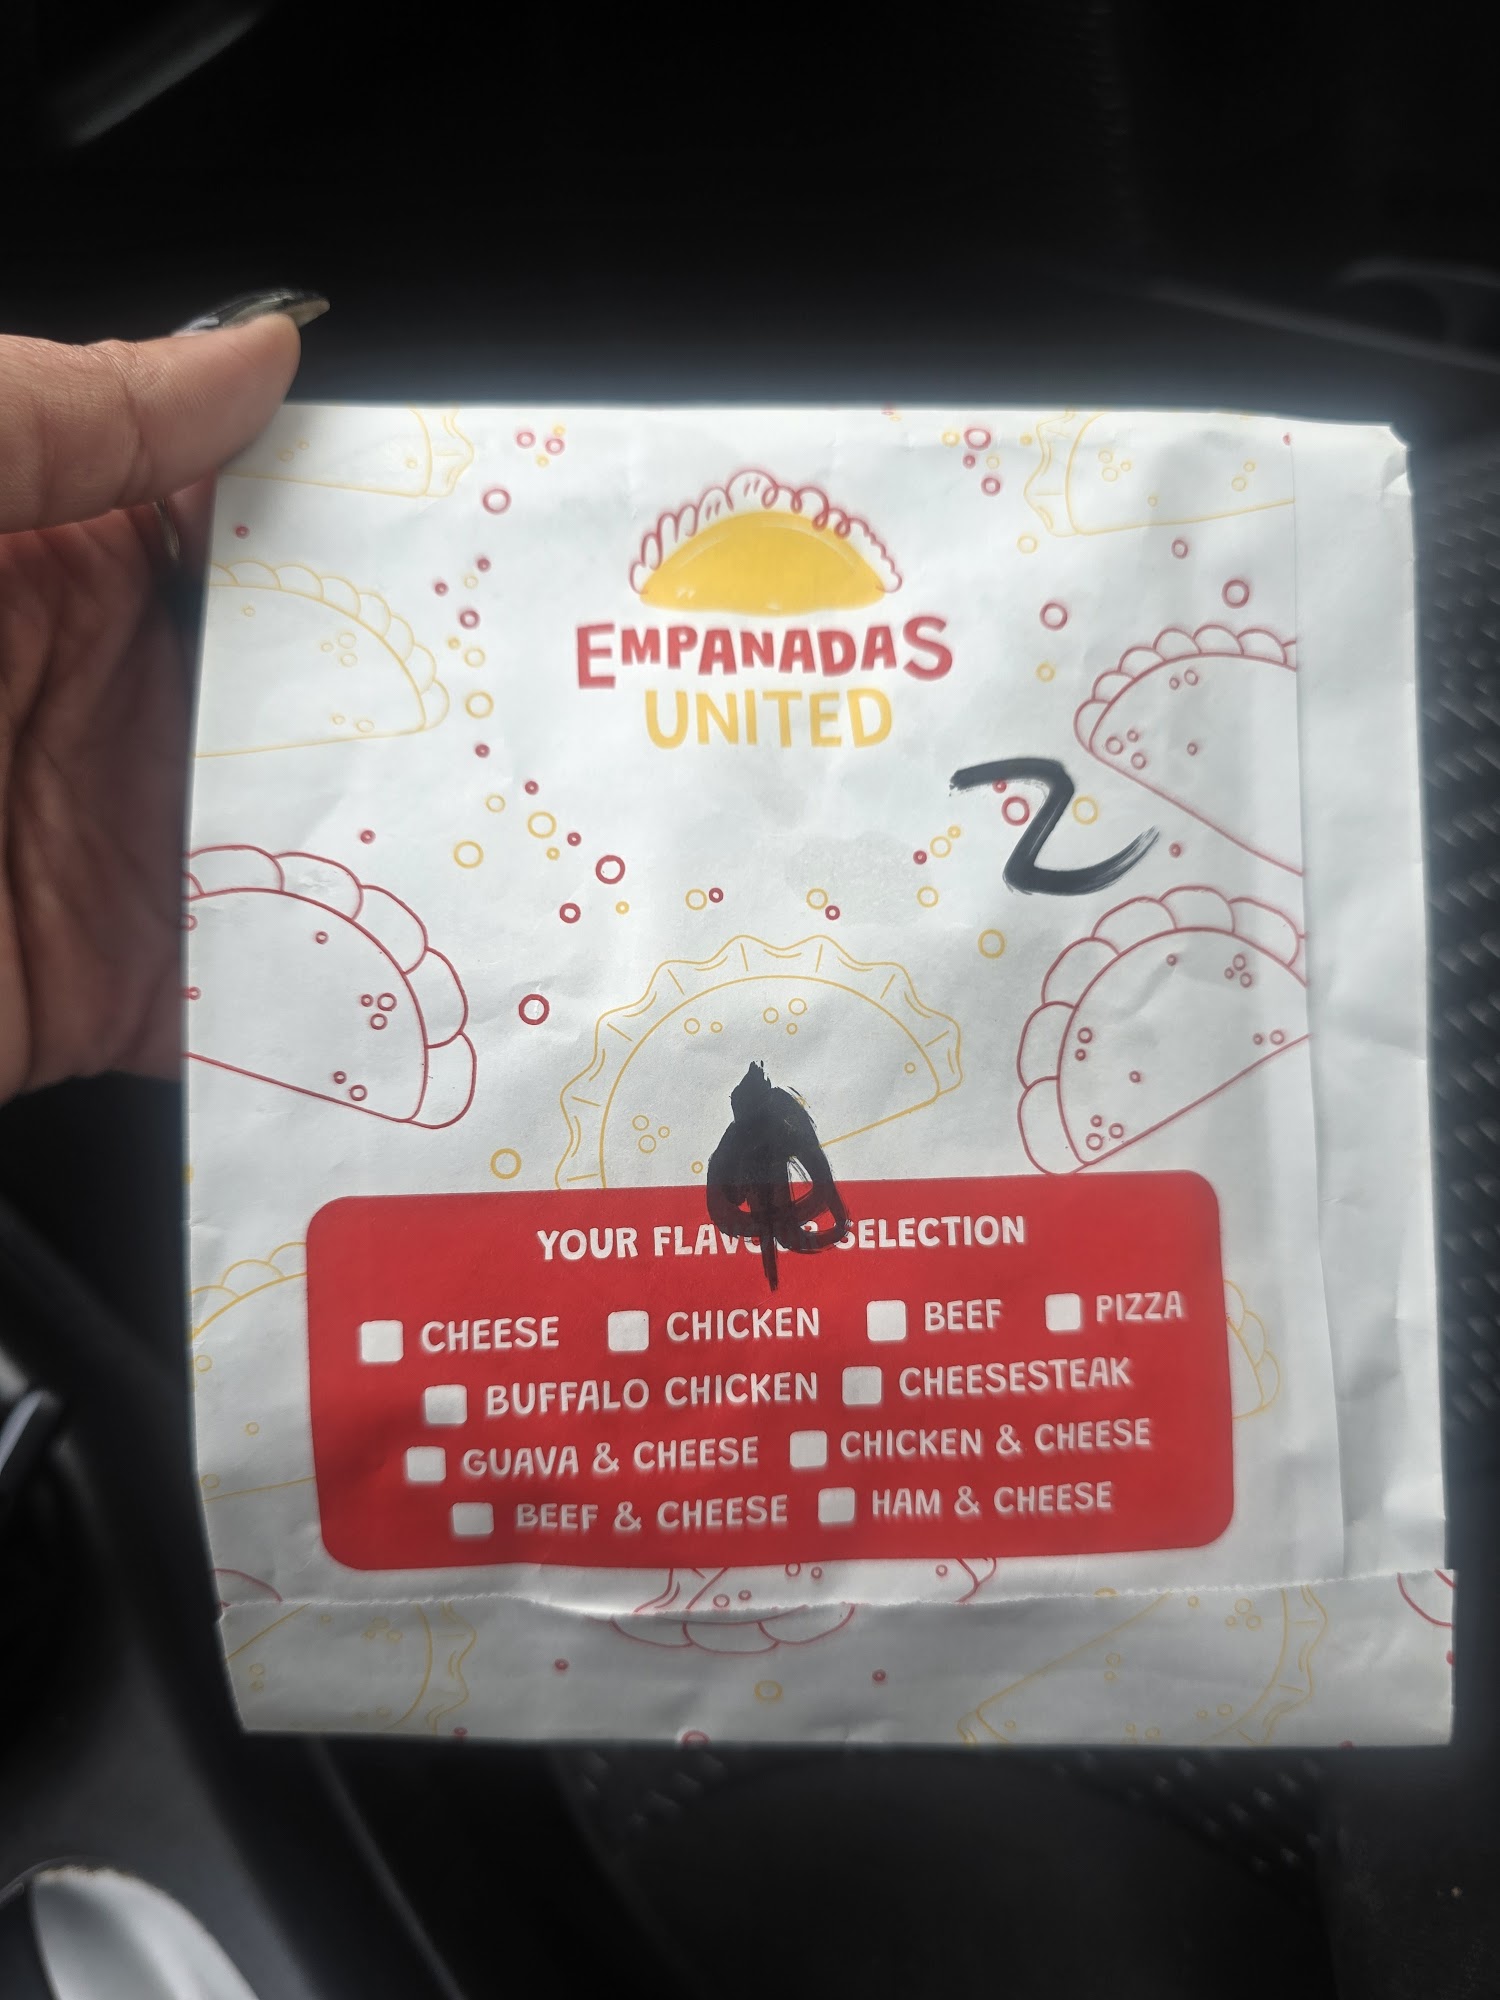 EMPANADAS
UNITED
2
YOUR FLAVOUR SELECTION
CHEESE CHICKEN BEEF PIZZA
BUFFALO CHICKEN CHEESESTEAK
GUAVA & CHEESE CHICKEN & CHEESE
BEEF & CHEESE HAM & CHEESE